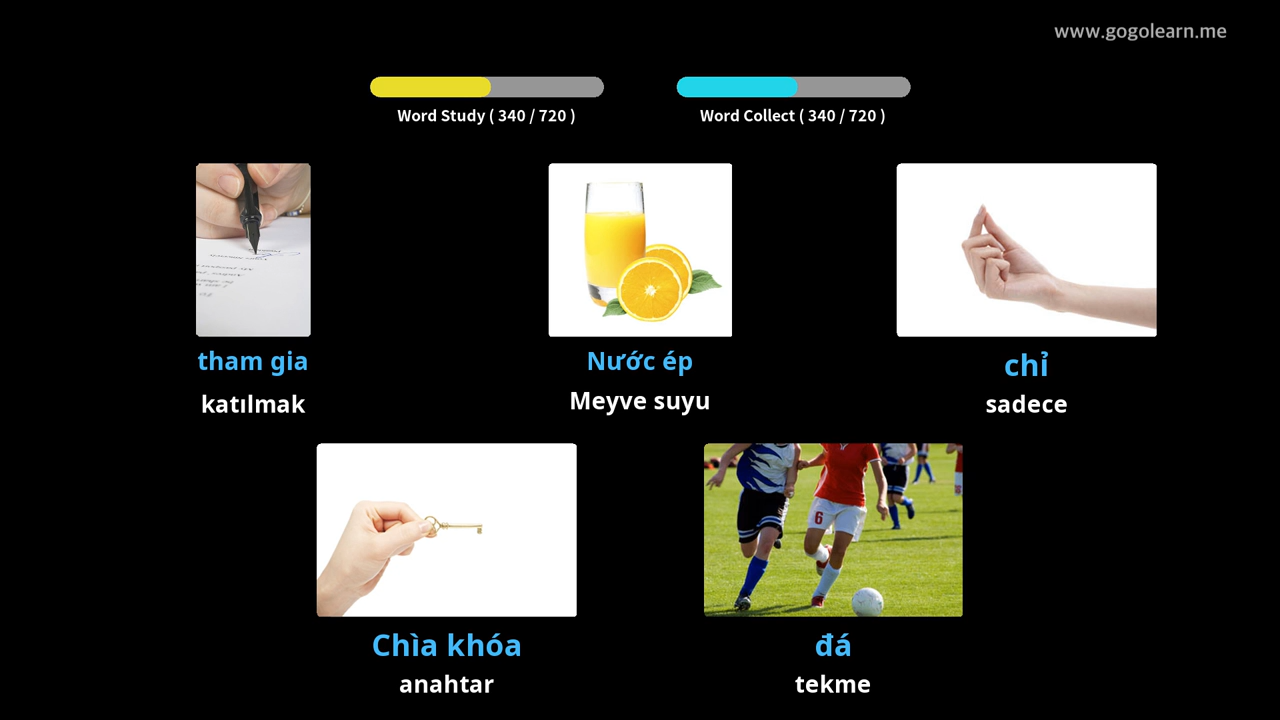 www.gogolearn.me
Word Study ( 340 / 720 )
Word Collect ( 340 / 720 )
tham gia
katılmak
Nước ép
Meyve suyu
chỉ
sadece
Chìa khóa
anahtar
6
đá
tekme